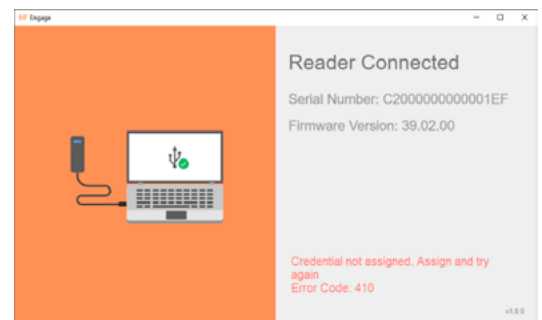 Engage
Reader Connected
Serial Number: C2000000000001EF
Firmware Version: 39.02.00
Credential not assigned. Assign and try
again
Error Code: 410
v1.0.0